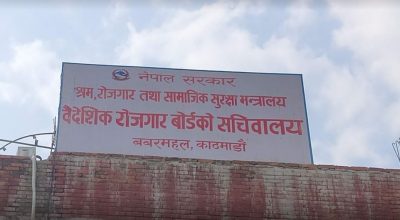 नेपाल सरकार
श्रम, रोजगार तथा सामाजिक सुरक्षा मन्त्रालय
वैदेशिक रोजगार बोर्डको सचिवालय
बबरमहल, काठमाडौं